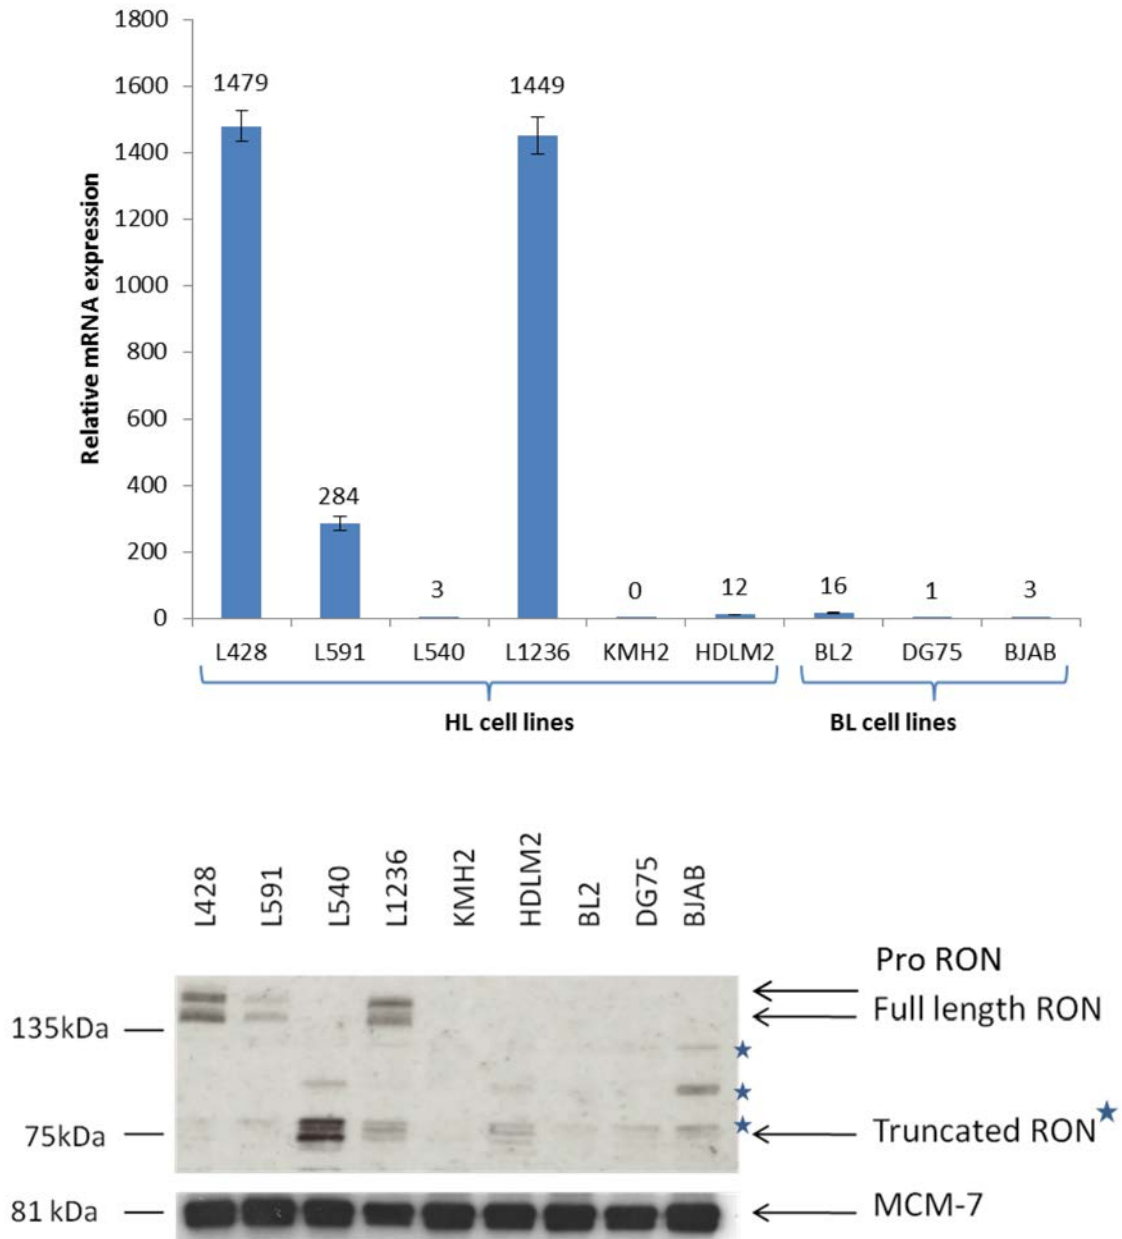 1800
1600
1400
1200
1000
800
600
400
200
0
Relative mRNA expression
1479
284
3
1449
0
12
16
1
3
L428 L591 L540 L1236 KMH2 HDLM2 BL2 DG75 BJAB
HL cell lines BL cell lines
L428 L591 L540 L1236 KMH2 HDLM2 BL2 DG75 BJAB
Pro RON
Full length RON
135kDa
75kDa
Truncated RON
81 kDa
MCM-7